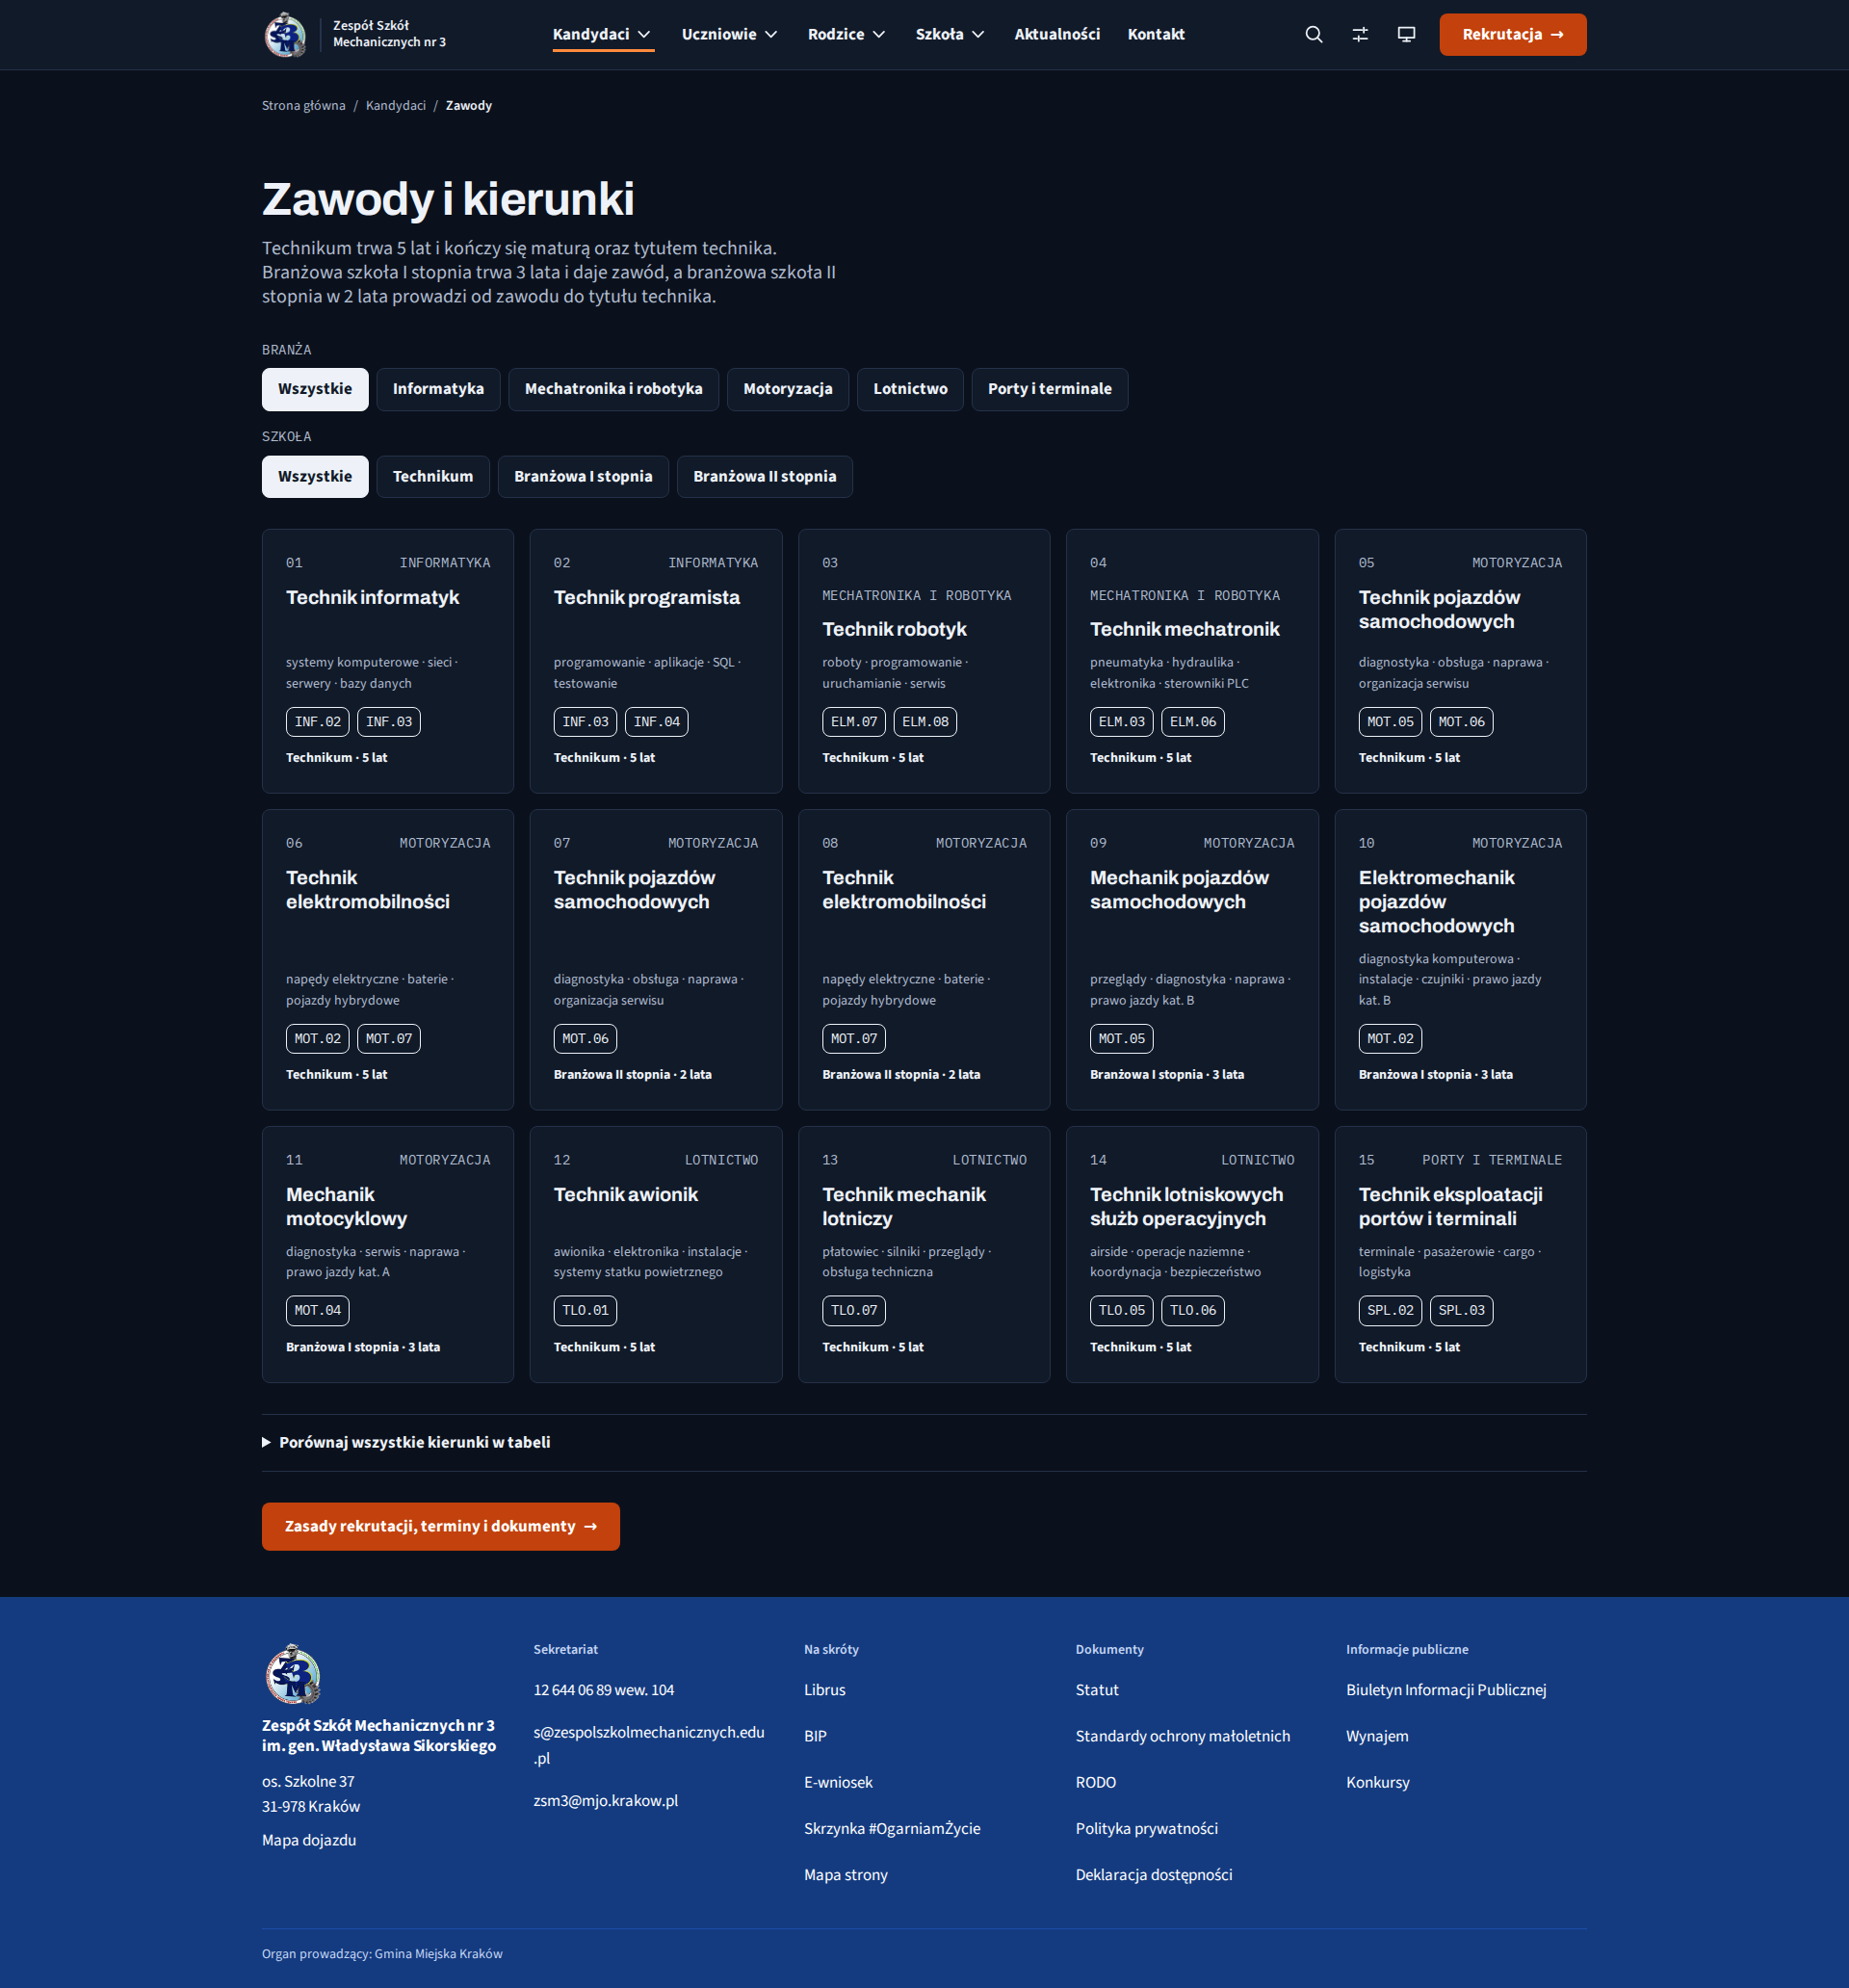 Zespół Szkół
Mechanicznych nr 3
Kandydaci
Uczniowie
Rodzice
Szkoła
Aktualności
Kontakt
Rekrutacja →
Strona główna / Kandydaci / Zawody
Zawody i kierunki
Technikum trwa 5 lat i kończy się maturą oraz tytułem technika.
Branżowa szkoła I stopnia trwa 3 lata i daje zawód, a branżowa szkoła II
stopnia w 2 lata prowadzi od zawodu do tytułu technika.
BRANŻA
Wszystkie
Informatyka
Mechatronika i robotyka
Motoryzacja
Lotnictwo
Porty i terminale
SZKOŁA
Wszystkie
Technikum
Branżowa I stopnia
Branżowa II stopnia
01 INFORMATYKA
Technik informatyk
systemy komputerowe · sieci ·
serwery · bazy danych
INF.02 INF.03
Technikum · 5 lat
02 INFORMATYKA
Technik programista
programowanie · aplikacje · SQL ·
testowanie
INF.03 INF.04
Technikum · 5 lat
03
MECHATRONIKA I ROBOTYKA
Technik robotyk
roboty · programowanie ·
uruchamianie · serwis
ELM.07 ELM.08
Technikum · 5 lat
04
MECHATRONIKA I ROBOTYKA
Technik mechatronik
pneumatyka · hydraulika ·
elektronika · sterowniki PLC
ELM.03 ELM.06
Technikum · 5 lat
05 MOTORYZACJA
Technik pojazdów
samochodowych
diagnostyka · obsługa · naprawa ·
organizacja serwisu
MOT.05 MOT.06
Technikum · 5 lat
06 MOTORYZACJA
Technik
elektromobilności
napędy elektryczne · baterie ·
pojazdy hybrydowe
MOT.02 MOT.07
Technikum · 5 lat
07 MOTORYZACJA
Technik pojazdów
samochodowych
diagnostyka · obsługa · naprawa ·
organizacja serwisu
MOT.06
Branżowa II stopnia · 2 lata
08 MOTORYZACJA
Technik
elektromobilności
napędy elektryczne · baterie ·
pojazdy hybrydowe
MOT.07
Branżowa II stopnia · 2 lata
09 MOTORYZACJA
Mechanik pojazdów
samochodowych
przeglądy · diagnostyka · naprawa ·
prawo jazdy kat. B
MOT.05
Branżowa I stopnia · 3 lata
10 MOTORYZACJA
Elektromechanik
pojazdów
samochodowych
diagnostyka komputerowa ·
instalacje · czujniki · prawo jazdy
kat. B
MOT.02
Branżowa I stopnia · 3 lata
11 MOTORYZACJA
Mechanik
motocyklowy
diagnostyka · serwis · naprawa ·
prawo jazdy kat. A
MOT.04
Branżowa I stopnia · 3 lata
12 LOTNICTWO
Technik awionik
awionika · elektronika · instalacje ·
systemy statku powietrznego
TLO.01
Technikum · 5 lat
13 LOTNICTWO
Technik mechanik
lotniczy
płatowiec · silniki · przeglądy ·
obsługa techniczna
TLO.07
Technikum · 5 lat
14 LOTNICTWO
Technik lotniskowych
służb operacyjnych
airside · operacje naziemne ·
koordynacja · bezpieczeństwo
TLO.05 TLO.06
Technikum · 5 lat
15 PORTY I TERMINALE
Technik eksploatacji
portów i terminali
terminale · pasażerowie · cargo ·
logistyka
SPL.02 SPL.03
Technikum · 5 lat
Porównaj wszystkie kierunki w tabeli
Zasady rekrutacji, terminy i dokumenty →
Zespół Szkół Mechanicznych nr 3
im. gen. Władysława Sikorskiego
os. Szkolne 37
31-978 Kraków
Mapa dojazdu
Sekretariat
12 644 06 89 wew. 104
s@zespolszkolmechanicznych.edu
.pl
zsm3@mjo.krakow.pl
Na skróty
Librus
BIP
E-wniosek
Skrzynka #OgarniamŻycie
Mapa strony
Dokumenty
Statut
Standardy ochrony małoletnich
RODO
Polityka prywatności
Deklaracja dostępności
Informacje publiczne
Biuletyn Informacji Publicznej
Wynajem
Konkursy
Organ prowadzący: Gmina Miejska Kraków